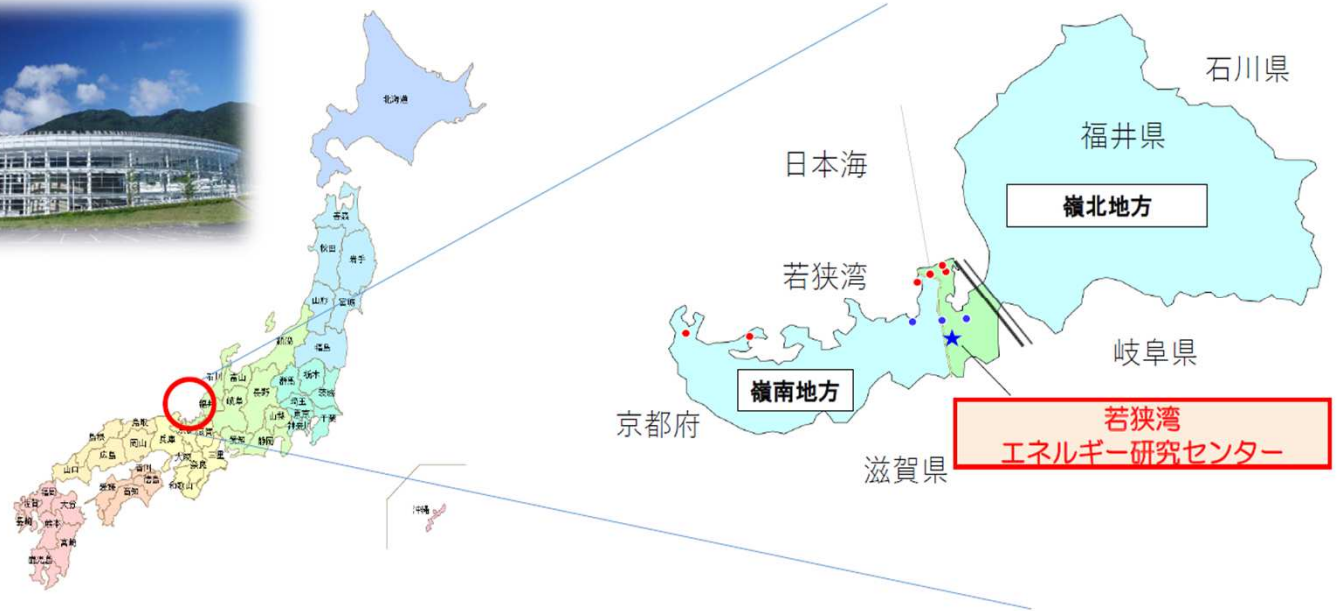 北海道
青森
秋田
岩手
山形
宮城
福島
新潟
石川
富山
群馬
栃木
茨城
福井
岐阜
長野
埼玉
東京
山梨
神奈川
千葉
愛知
静岡
鳥取
島根
岡山
兵庫
広島
大阪
三重
奈良
山口
香川
徳島
愛媛
高知
和歌山
福岡
佐賀
大分
長崎
熊本
宮崎
鹿児島
沖縄
石川県
福井県
日本海
嶺北地方
若狭湾
岐阜県
嶺南地方
京都府
滋賀県
若狭湾
エネルギー研究センター